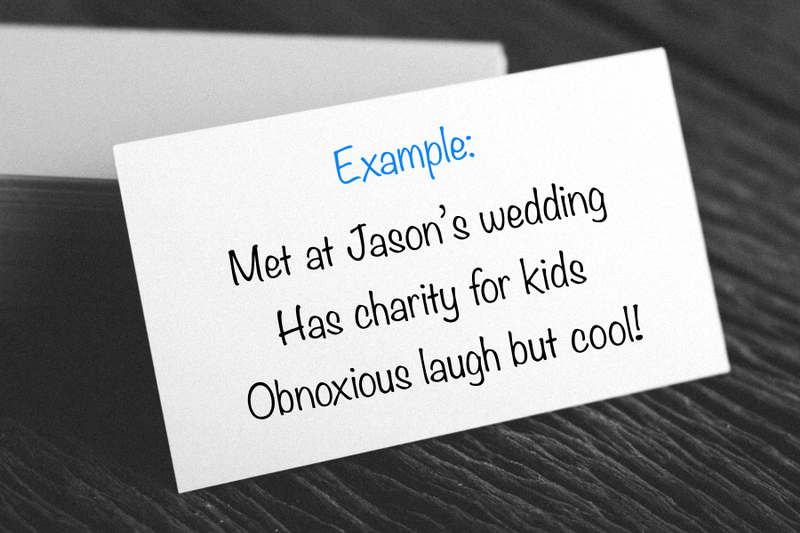 Example:
Met at Jason's wedding
Has charity for kids
Obnoxious laugh but cool!